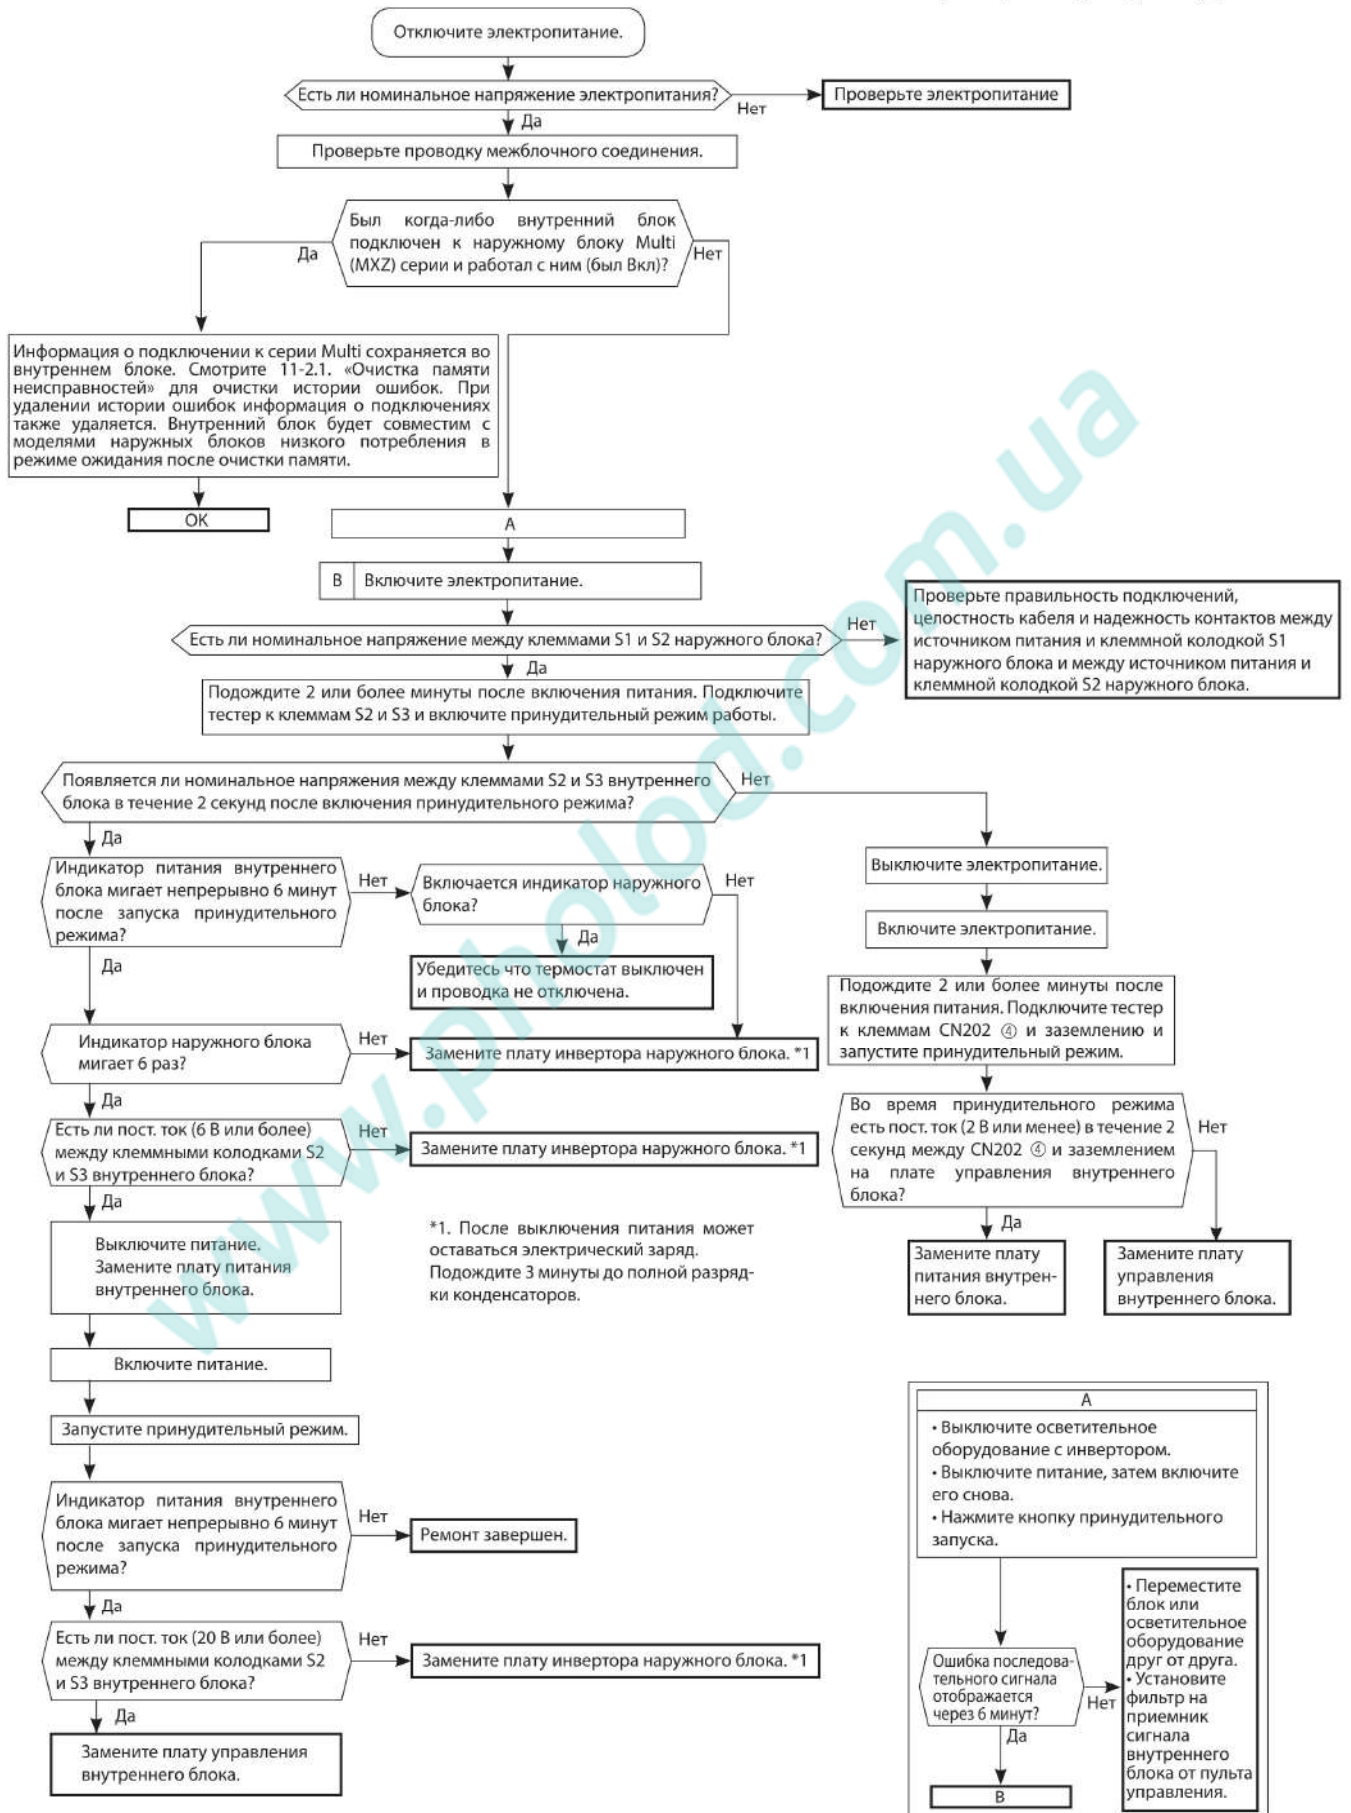 Отключите электропитание.
Есть ли номинальное напряжение электропитания?
Нет
Проверьте электропитание
Да
Проверьте проводку межблочного соединения.
Был когда-либо внутренний блок
подключен к наружному блоку Multi
(MXZ) серии и работал с ним (был Вкл)?
Да
Нет
Информация о подключении к серии Multi сохраняется во
внутреннем блоке. Смотрите 11-2.1. «Очистка памяти
неисправностей» для очистки истории ошибок. При
удалении истории ошибок информация о подключениях
также удаляется. Внутренний блок будет совместим с
моделями наружных блоков низкого потребления в
режиме ожидания после очистки памяти.
OK
A
B Включите электропитание.
Есть ли номинальное напряжение между клеммами S1 и S2 наружного блока?
Нет
Проверьте правильность подключений,
целостность кабеля и надежность контактов между
источником питания и клеммной колодкой S1
наружного блока и между источником питания и
клеммной колодкой S2 наружного блока.
Да
Подождите 2 или более минуты после включения питания. Подключите
тестер к клеммам S2 и S3 и включите принудительный режим работы.
Появляется ли номинальное напряжения между клеммами S2 и S3 внутреннего
блока в течение 2 секунд после включения принудительного режима?
Нет
Да
Индикатор питания внутреннего
блока мигает непрерывно 6 минут
после запуска принудительного
режима?
Нет
Включается индикатор наружного
блока?
Нет
Да
Убедитесь что термостат выключен
и проводка не отключена.
Да
Индикатор наружного блока
мигает 6 раз?
Нет
Замените плату инвертора наружного блока. *1
Да
Есть ли пост. ток (6 В или более)
между клеммными колодками S2
и S3 внутреннего блока?
Нет
Замените плату инвертора наружного блока. *1
Да
Выключите питание.
Замените плату питания
внутреннего блока.
*1. После выключения питания может
оставаться электрический заряд.
Подождите 3 минуты до полной разряд-
ки конденсаторов.
Включите питание.
Запустите принудительный режим.
Индикатор питания внутреннего
блока мигает непрерывно 6 минут
после запуска принудительного
режима?
Нет
Ремонт завершен.
Да
Есть ли пост. ток (20 В или более)
между клеммными колодками S2
и S3 внутреннего блока?
Нет
Замените плату инвертора наружного блока. *1
Да
Замените плату управления
внутреннего блока.
Выключите электропитание.
Включите электропитание.
Подождите 2 или более минуты после
включения питания. Подключите тестер
к клеммам CN202 ④ и заземлению и
запустите принудительный режим.
Во время принудительного режима
есть пост. ток (2 В или менее) в течение 2
секунд между CN202 ④ и заземлением
на плате управления внутреннего
блока?
Нет
Да
Замените плату
питания внутрен-
него блока.
Замените плату
управления
внутреннего блока.
A
• Выключите осветительное
оборудование с инвертором.
• Выключите питание, затем включите
его снова.
• Нажмите кнопку принудительного
запуска.
Ошибка последова-
тельного сигнала
отображается
через 6 минут?
Нет
• Переместите
блок или
осветительное
оборудование
друг от друга.
• Установите
фильтр на
приемник
сигнала
внутреннего
блока от пульта
управления.
Да
B
www.pholod.com.ua